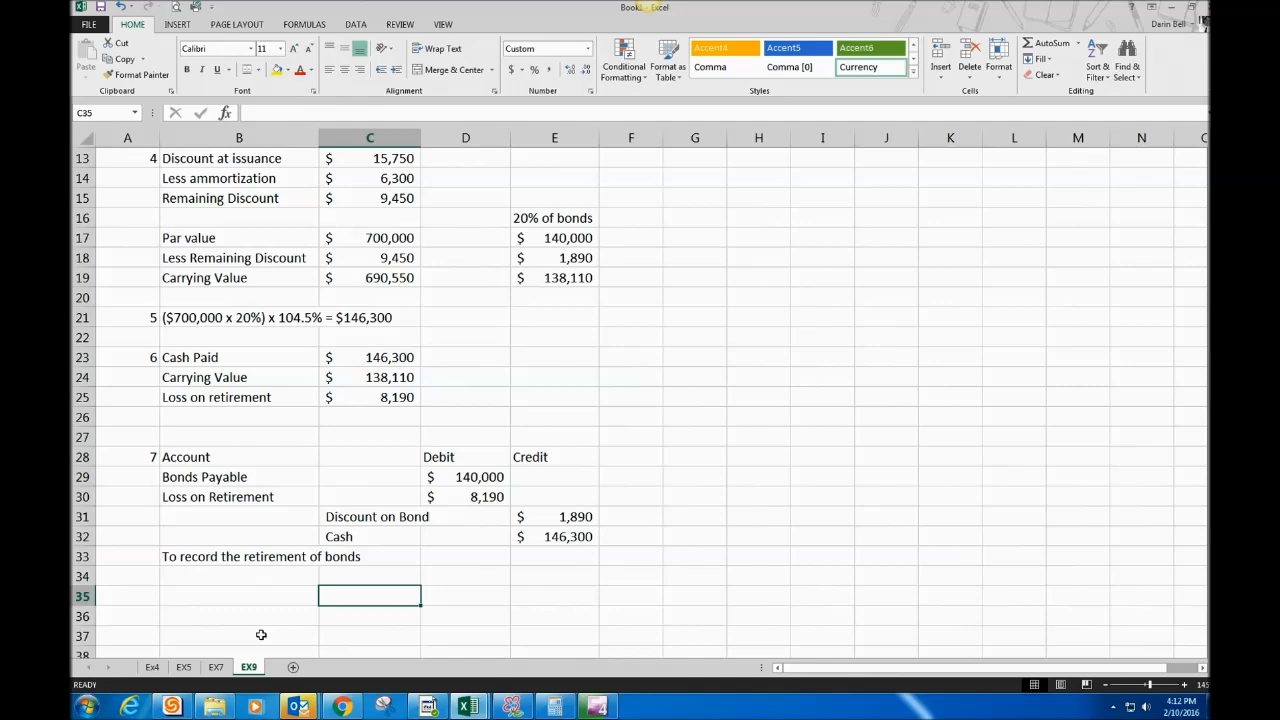 Book1 - Excel
?
FILE HOME INSERT PAGE LAYOUT FORMULAS DATA REVIEW VIEW Darin Bell
Paste Cut Copy Format Painter Clipboard
Calibri 11 B I U A Font
Wrap Text Merge & Center Alignment
Custom $ % , Number
Conditional Formatting Format as Table Accent4 Accent5 Accent6 Comma Comma [0] Currency Styles
Insert Delete Format Cells
AutoSum Fill Clear Sort & Filter Find & Select Editing
C35 fx
A B C D E F G H I J K L M N
13 4 Discount at issuance $ 15,750
14 Less ammortization $ 6,300
15 Remaining Discount $ 9,450
16 20% of bonds
17 Par value $ 700,000 $ 140,000
18 Less Remaining Discount $ 9,450 $ 1,890
19 Carrying Value $ 690,550 $ 138,110
20
21 5 ($700,000 x 20%) x 104.5% = $146,300
22
23 6 Cash Paid $ 146,300
24 Carrying Value $ 138,110
25 Loss on retirement $ 8,190
26
27
28 7 Account Debit Credit
29 Bonds Payable $ 140,000
30 Loss on Retirement $ 8,190
31 Discount on Bond $ 1,890
32 Cash $ 146,300
33 To record the retirement of bonds
34
35
36
37
38
Ex4 EX5 EX7 EX9
READY 145
4:12 PM
2/10/2016